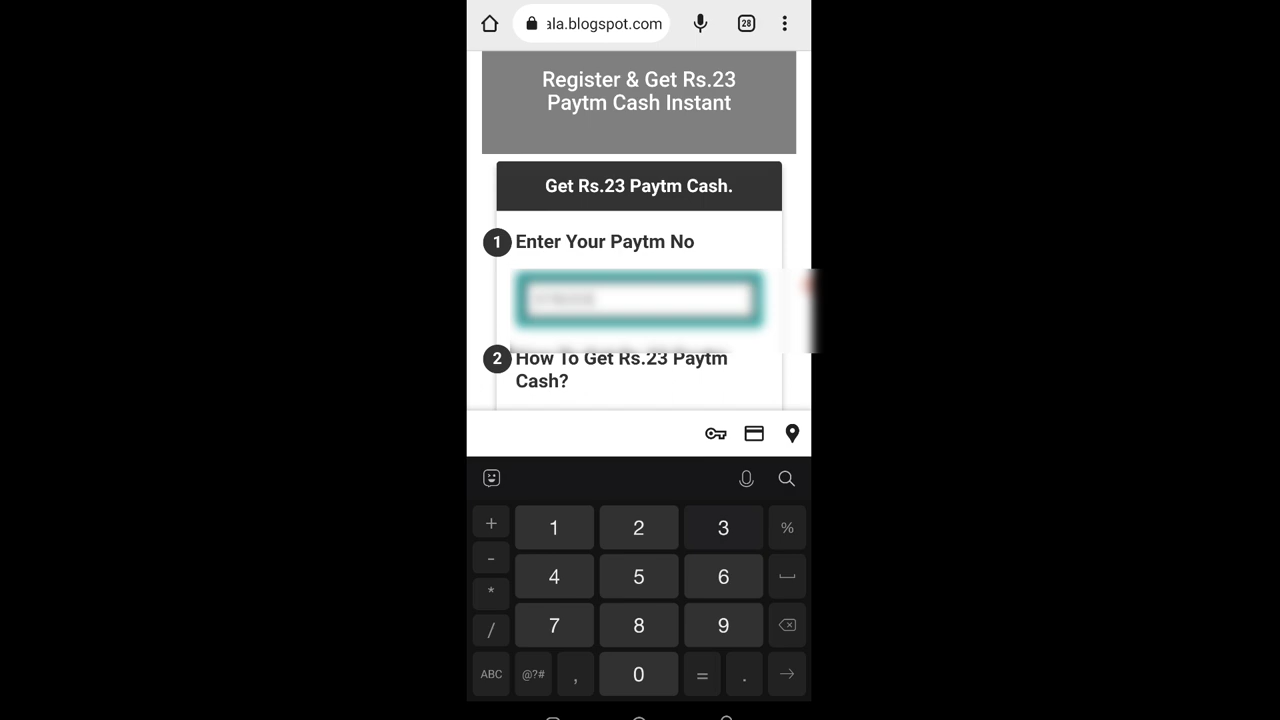 ala.blogspot.com
28
Register & Get Rs.23
Paytm Cash Instant
Get Rs.23 Paytm Cash.
1 Enter Your Paytm No
2 How To Get Rs.23 Paytm
Cash?
+ 1 2 3 %
- 4 5 6
* 7 8 9
/
ABC @?# , 0 = .